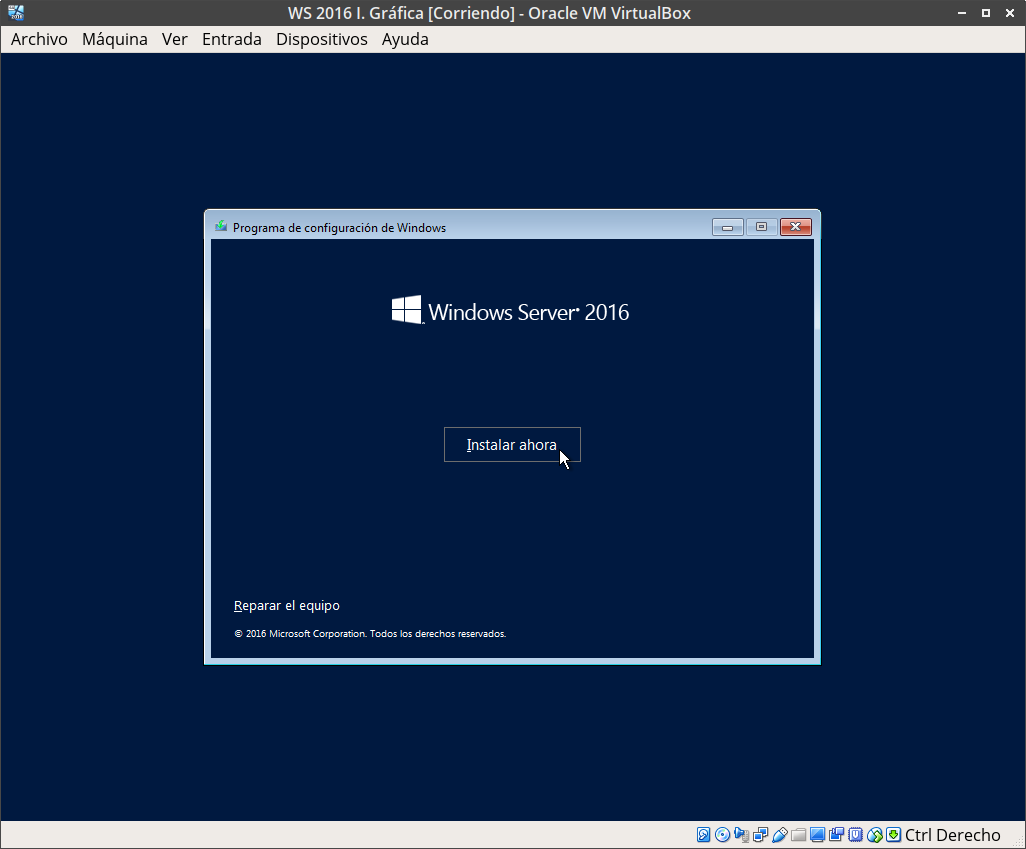 WS 2016 I. Gráfica [Corriendo] - Oracle VM VirtualBox
Archivo Máquina Ver Entrada Dispositivos Ayuda
Programa de configuración de Windows
Windows Server 2016
Instalar ahora
Reparar el equipo
© 2016 Microsoft Corporation. Todos los derechos reservados.
Ctrl Derecho